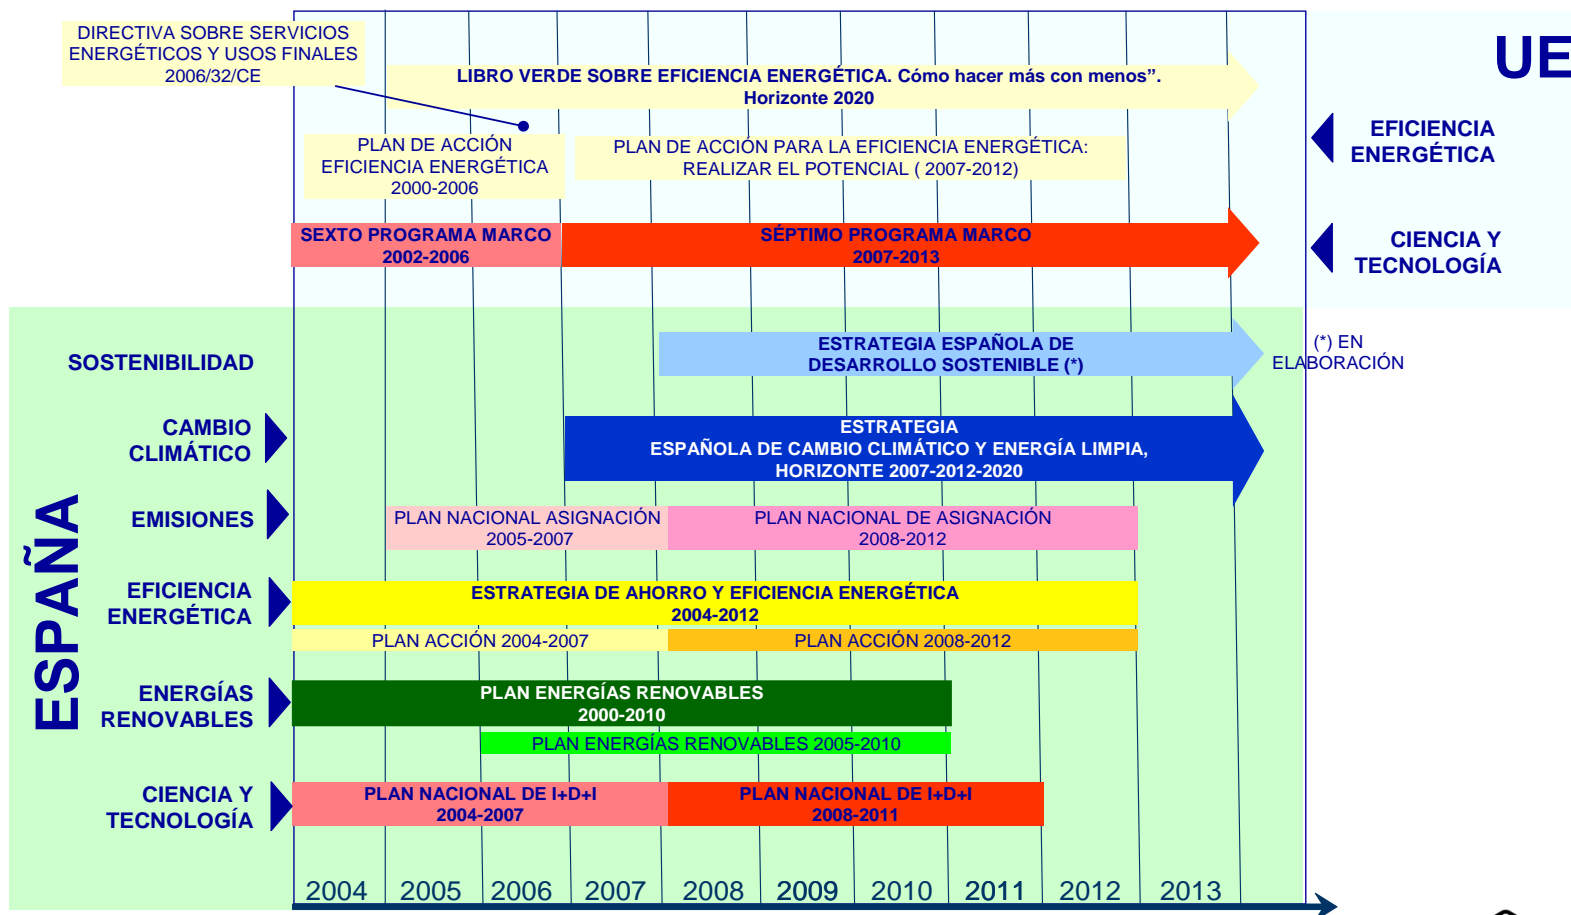 DIRECTIVA SOBRE SERVICIOS
ENERGÉTICOS Y USOS FINALES
2006/32/CE
UE
LIBRO VERDE SOBRE EFICIENCIA ENERGÉTICA. Cómo hacer más con menos”.
Horizonte 2020
PLAN DE ACCIÓN
EFICIENCIA ENERGÉTICA
2000-2006
PLAN DE ACCIÓN PARA LA EFICIENCIA ENERGÉTICA:
REALIZAR EL POTENCIAL ( 2007-2012)
EFICIENCIA
ENERGÉTICA
SEXTO PROGRAMA MARCO
2002-2006
SÉPTIMO PROGRAMA MARCO
2007-2013
CIENCIA Y
TECNOLOGÍA
ESPAÑA
SOSTENIBILIDAD
ESTRATEGIA ESPAÑOLA DE
DESARROLLO SOSTENIBLE (*)
(*) EN
ELABORACIÓN
CAMBIO
CLIMÁTICO
ESTRATEGIA
ESPAÑOLA DE CAMBIO CLIMÁTICO Y ENERGÍA LIMPIA,
HORIZONTE 2007-2012-2020
EMISIONES
PLAN NACIONAL ASIGNACIÓN
2005-2007
PLAN NACIONAL DE ASIGNACIÓN
2008-2012
EFICIENCIA
ENERGÉTICA
ESTRATEGIA DE AHORRO Y EFICIENCIA ENERGÉTICA
2004-2012
PLAN ACCIÓN 2004-2007
PLAN ACCIÓN 2008-2012
ENERGÍAS
RENOVABLES
PLAN ENERGÍAS RENOVABLES
2000-2010
PLAN ENERGÍAS RENOVABLES 2005-2010
CIENCIA Y
TECNOLOGÍA
PLAN NACIONAL DE I+D+I
2004-2007
PLAN NACIONAL DE I+D+I
2008-2011
2004 2005 2006 2007 2008 2009 2010 2011 2012 2013